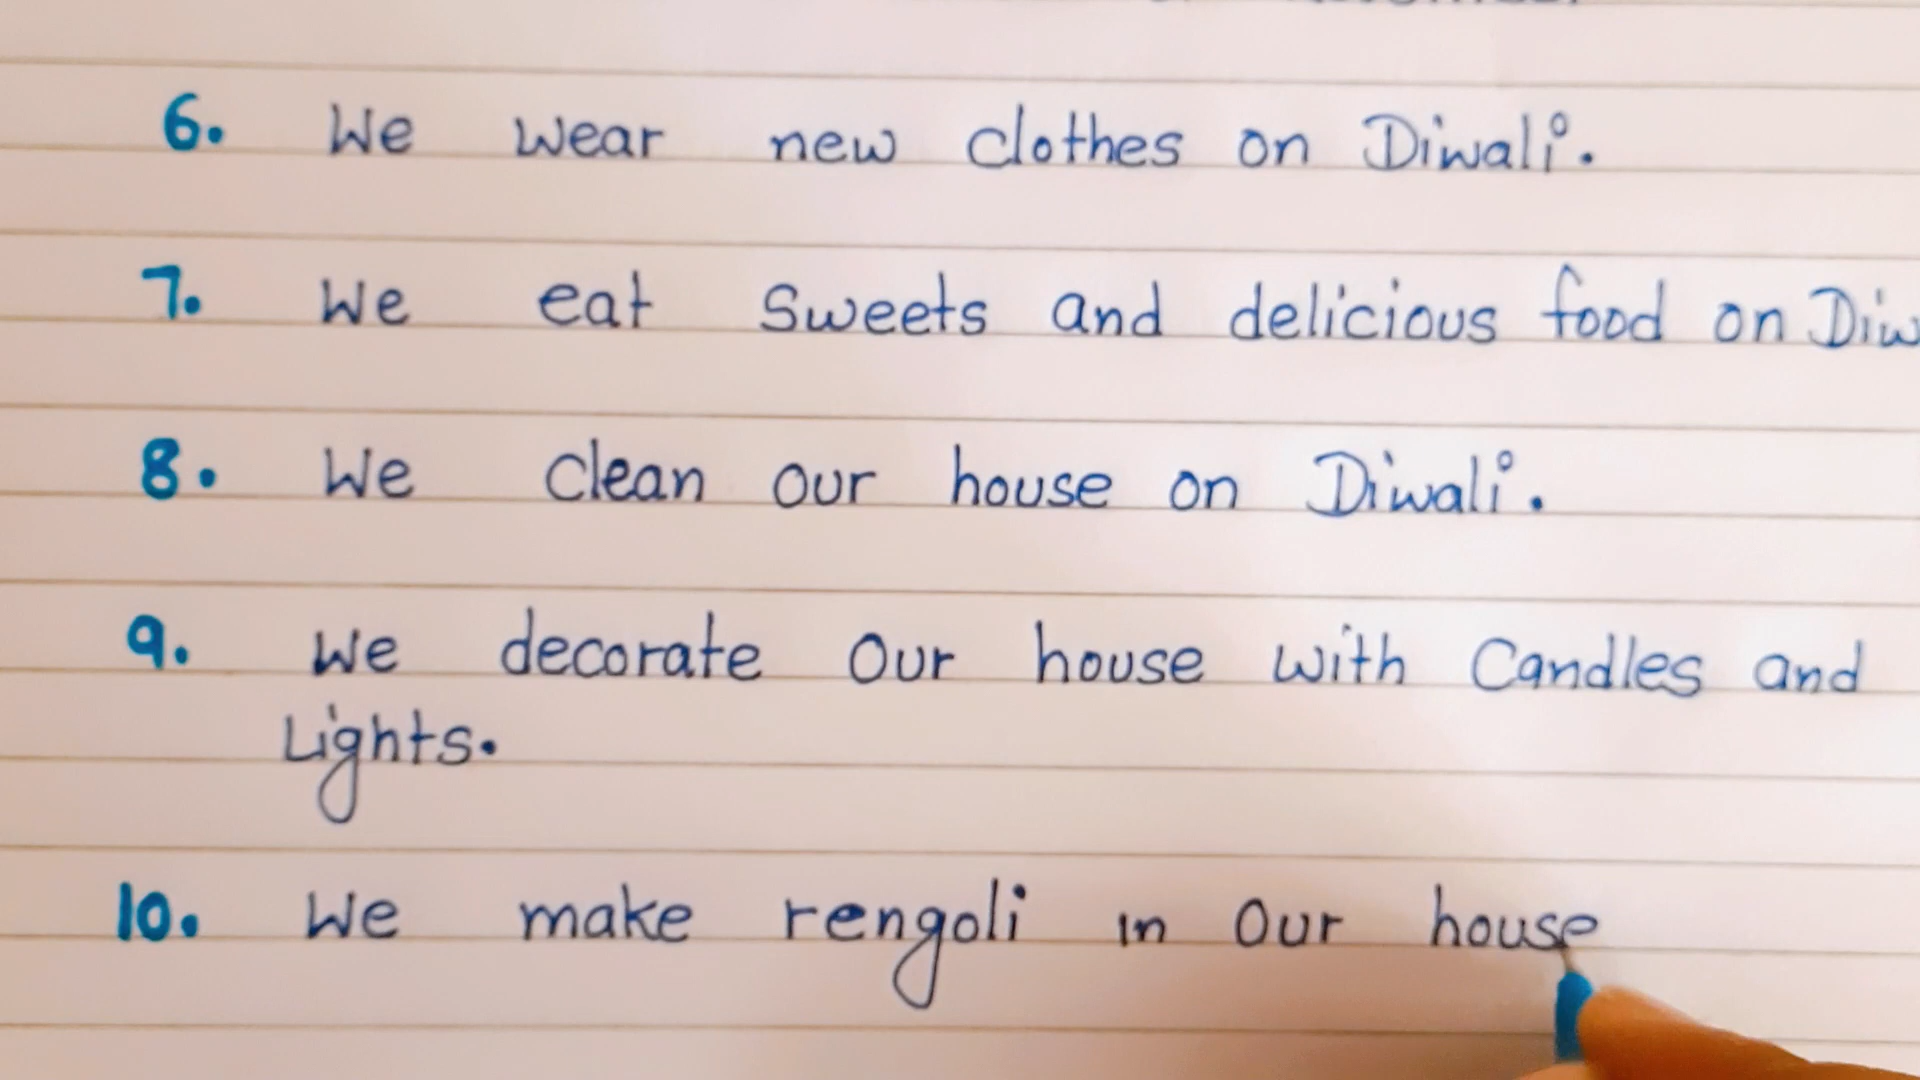 6. We wear new clothes on Diwali.
7. We eat Sweets and delicious food on Diw
8. We Clean our house on Diwali.
9. We decorate Our house with Candles and
Lights.
10. We make rengoli in Our house